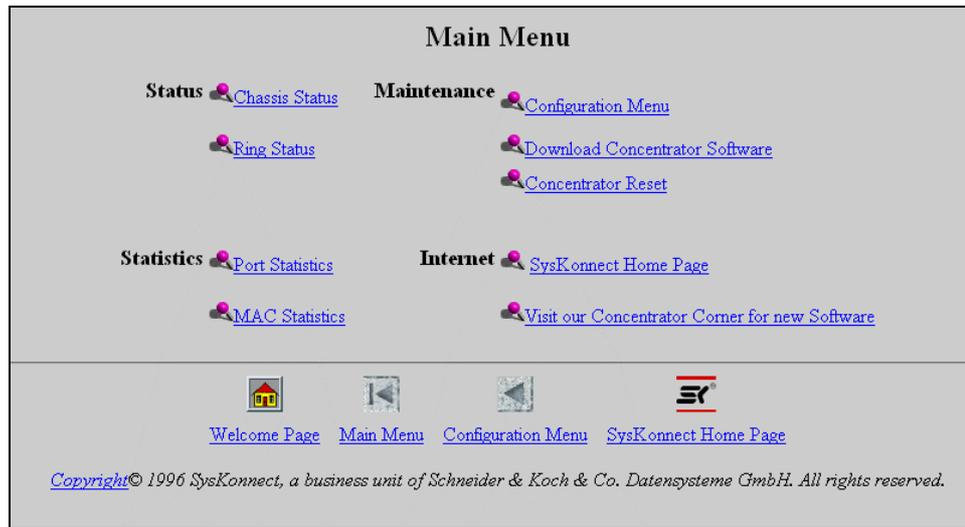 Main Menu
Status Chassis Status
Ring Status
Maintenance Configuration Menu
Download Concentrator Software
Concentrator Reset
Statistics Port Statistics
MAC Statistics
Internet SysKonnect Home Page
Visit our Concentrator Corner for new Software
SK®
Welcome Page Main Menu Configuration Menu SysKonnect Home Page
Copyright© 1996 SysKonnect, a business unit of Schneider & Koch & Co. Datensysteme GmbH. All rights reserved.